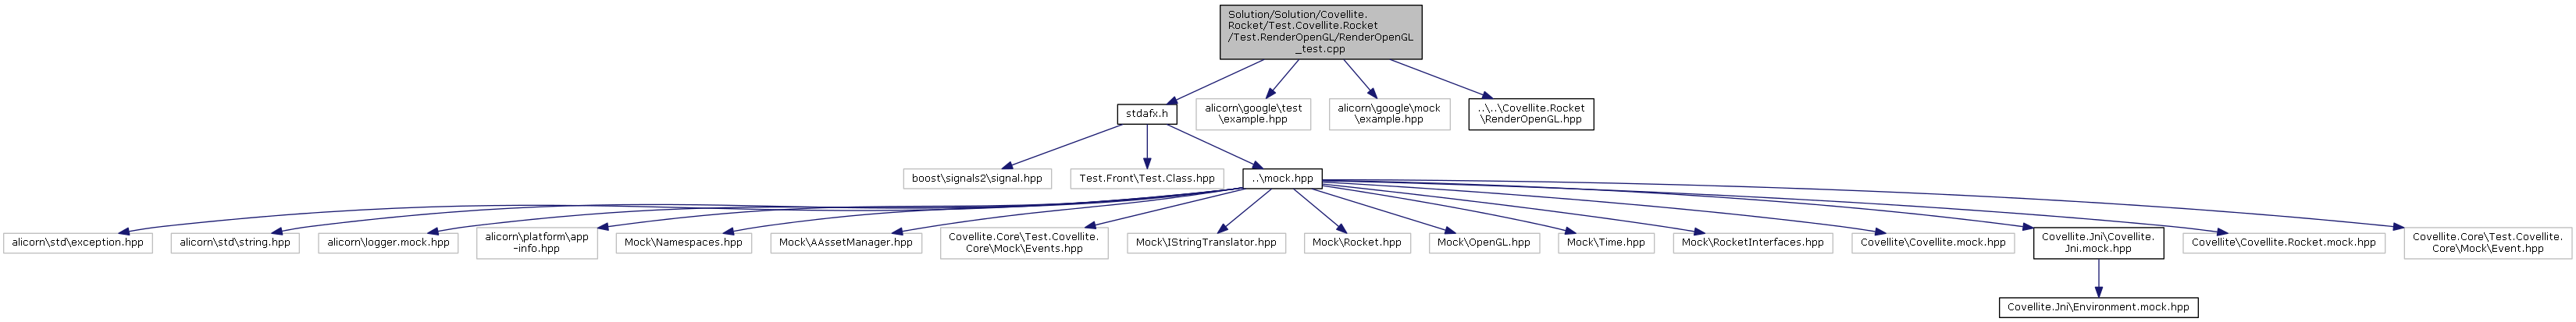 Solution/Solution/Covellite.
Rocket/Test.Covellite.Rocket
/Test.RenderOpenGL/RenderOpenGL
_test.cpp
stdafx.h
alicorn\google\test
\example.hpp
alicorn\google\mock
\example.hpp
..\..\Covellite.Rocket
\RenderOpenGL.hpp
boost\signals2\signal.hpp
Test.Front\Test.Class.hpp
..\mock.hpp
alicorn\std\exception.hpp
alicorn\std\string.hpp
alicorn\logger.mock.hpp
alicorn\platform\app
-info.hpp
Mock\Namespaces.hpp
Mock\AAssetManager.hpp
Covellite.Core\Test.Covellite.
Core\Mock\Events.hpp
Mock\IStringTranslator.hpp
Mock\Rocket.hpp
Mock\OpenGL.hpp
Mock\Time.hpp
Mock\RocketInterfaces.hpp
Covellite\Covellite.mock.hpp
Covellite.Jni\Covellite.
Jni.mock.hpp
Covellite\Covellite.Rocket.mock.hpp
Covellite.Core\Test.Covellite.
Core\Mock\Event.hpp
Covellite.Jni\Environment.mock.hpp